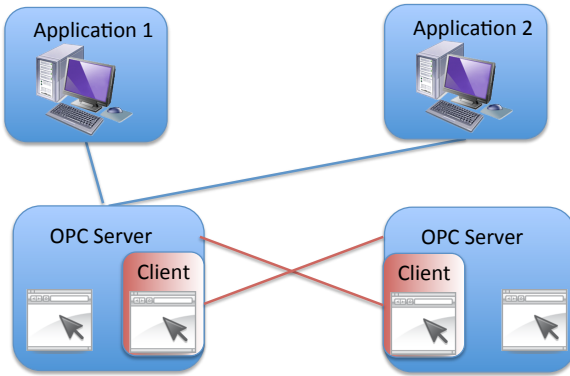 Application 1
Application 2
OPC Server
OPC Server
Client
Client